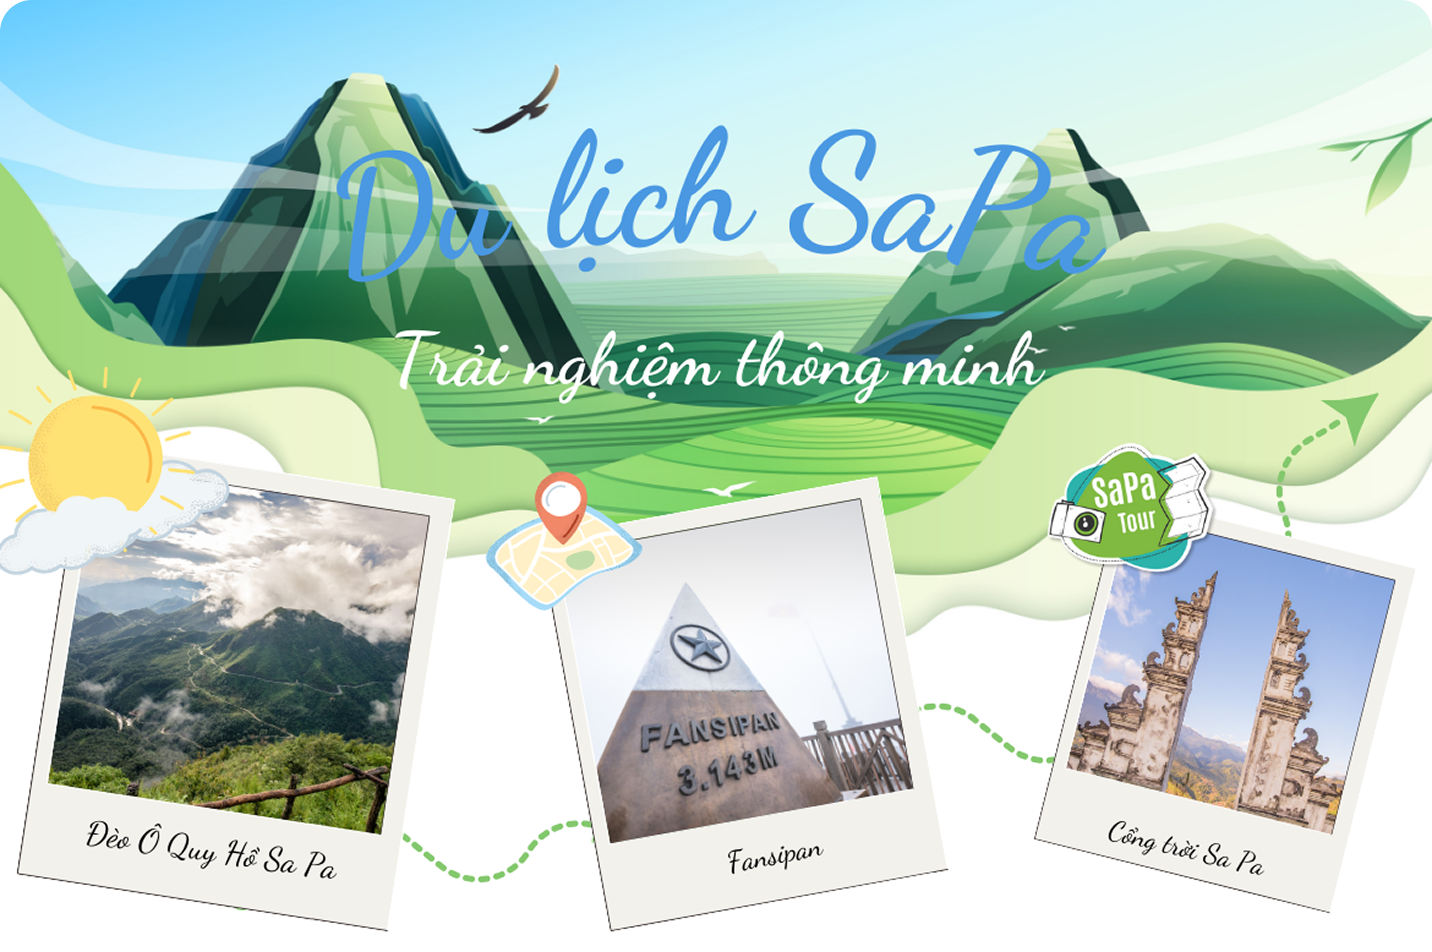 Du lịch SaPa
Trải nghiệm thông minh
SaPa
Tour
FANSIPAN
3.143M
Đèo Ô Quy Hồ Sa Pa
Fansipan
Cổng trời Sa Pa